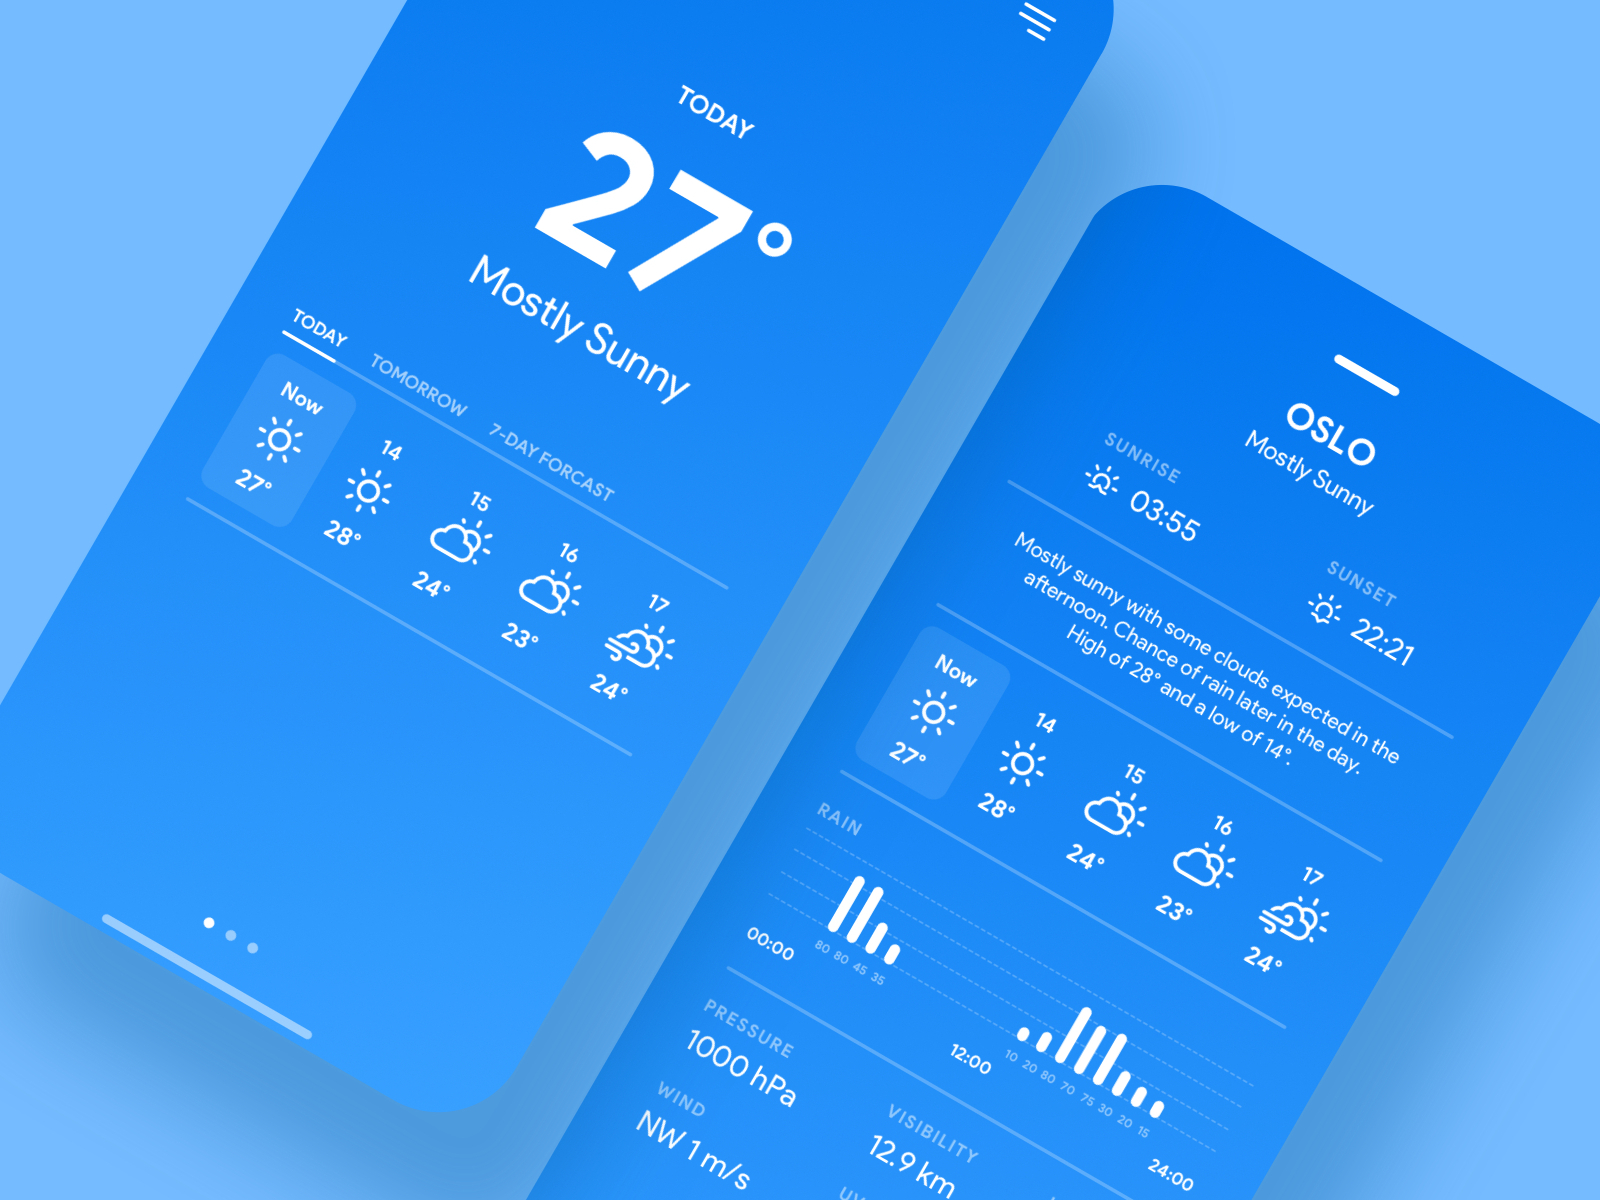 TODAY
27°
Mostly Sunny
TODAY TOMORROW 7-DAY FORCAST
Now 14 15 16 17
27° 28° 24° 23° 24°
OSLO
Mostly Sunny
SUNRISE SUNSET
03:55 22:21
Mostly sunny with some clouds expected in the
afternoon. Chance of rain later in the day.
High of 28° and a low of 14°.
Now 14 15 16 17
27° 28° 24° 23° 24°
RAIN
80 80 45 35 10 20 80 70 75 30 20 15
00:00 12:00 24:00
PRESSURE VISIBILITY
1000 hPa 12.9 km
WIND
NW 1 m/s